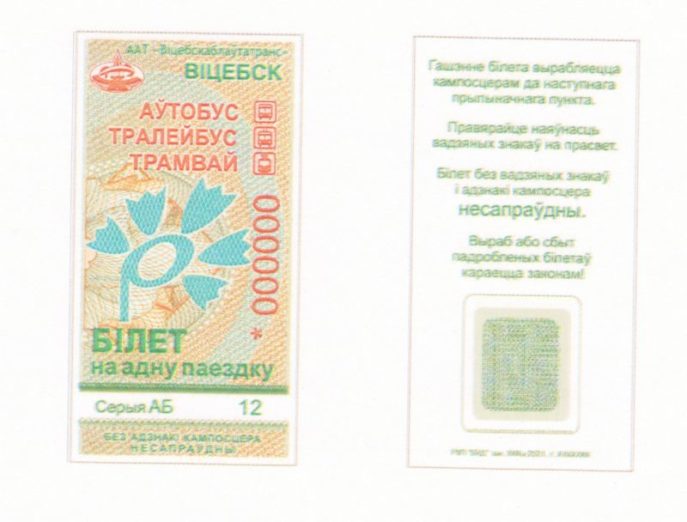 ААТ «Віцебскаблаўтатранс»
ВІЦЕБСК
АЎТОБУС
ТРАЛЕЙБУС
ТРАМВАЙ
000000
*
БІЛЕТ
на адну паездку
Серыя АБ 12
БЕЗ АДЗНАКІ КАМПОСЦЕРА
НЕСАПРАЎДНЫ
Гашэнне білета вырабляецца
кампосцерам да наступнага
прыпыначнага пункта.
Правярайце наяўнасць
вадзяных знакаў на прасвет.
Білет без вадзяных знакаў
і адзнакі кампосцера
несапраўдны.
Выраб або сбыт
падробленых білетаў
караецца законам!